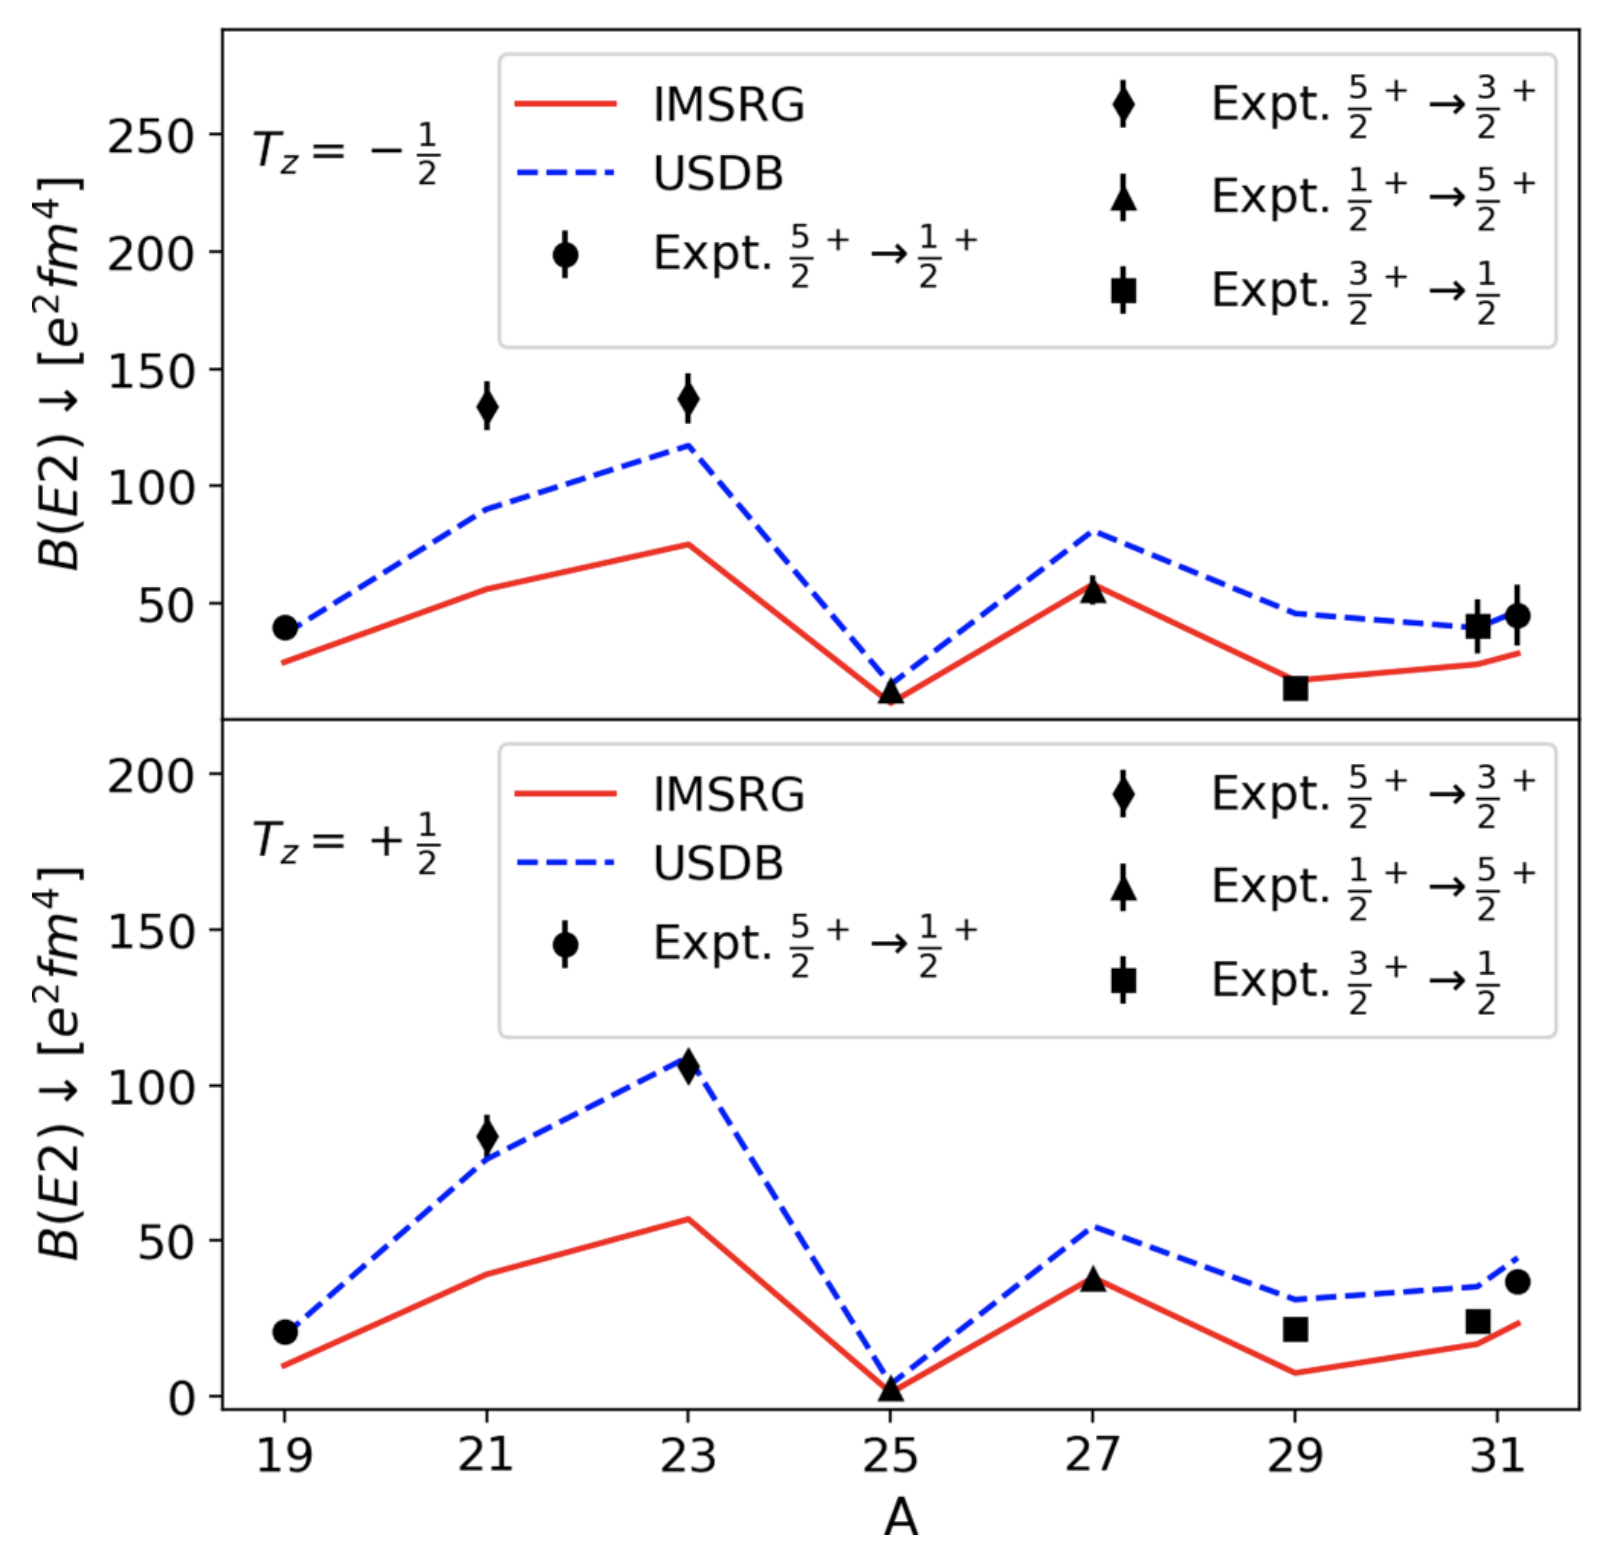 T_z = −1/2
IMSRG
USDB
Expt. 5/2⁺ → 1/2⁺
Expt. 5/2⁺ → 3/2⁺
Expt. 1/2⁺ → 5/2⁺
Expt. 3/2⁺ → 1/2
B(E2) ↓ [e²fm⁴]
250
200
150
100
50
T_z = +1/2
IMSRG
USDB
Expt. 5/2⁺ → 1/2⁺
Expt. 5/2⁺ → 3/2⁺
Expt. 1/2⁺ → 5/2⁺
Expt. 3/2⁺ → 1/2
B(E2) ↓ [e²fm⁴]
200
150
100
50
0
19 21 23 25 27 29 31
A